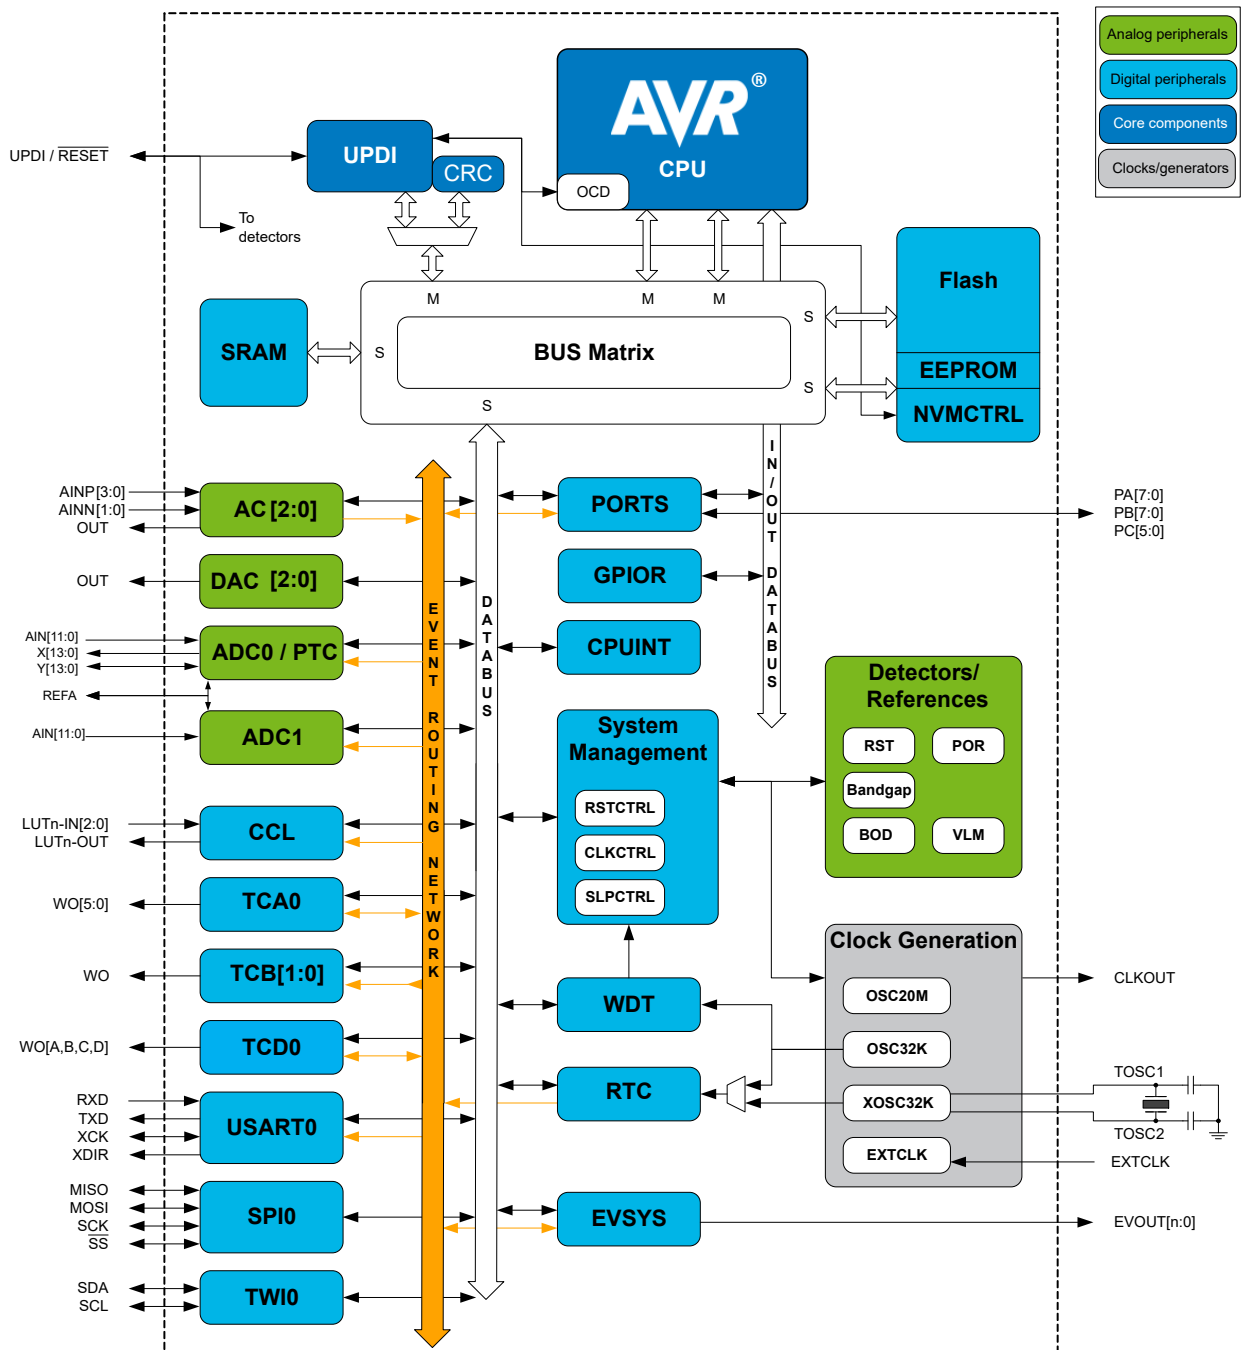 Analog peripherals
Digital peripherals
Core components
Clocks/generators
AVR®
CPU
OCD
UPDI / RESET
UPDI
CRC
To
detectors
M
M
M
S
S
S
S
BUS Matrix
SRAM
Flash
EEPROM
NVMCTRL
IN/OUT DATABUS
DATABUS
EVENT ROUTING NETWORK
AINP[3:0]
AINN[1:0]
OUT
AC [2:0]
PORTS
PA[7:0]
PB[7:0]
PC[5:0]
OUT
DAC [2:0]
GPIOR
AIN[11:0]
X[13:0]
Y[13:0]
ADC0 / PTC
CPUINT
REFA
AIN[11:0]
ADC1
System
Management
RSTCTRL
CLKCTRL
SLPCTRL
Detectors/
References
RST
POR
Bandgap
BOD
VLM
LUTn-IN[2:0]
LUTn-OUT
CCL
WO[5:0]
TCA0
WO
TCB[1:0]
WDT
Clock Generation
OSC20M
OSC32K
XOSC32K
EXTCLK
CLKOUT
TOSC1
TOSC2
EXTCLK
WO[A,B,C,D]
TCD0
RTC
RXD
TXD
XCK
XDIR
USART0
MISO
MOSI
SCK
SS
SPI0
EVSYS
EVOUT[n:0]
SDA
SCL
TWI0